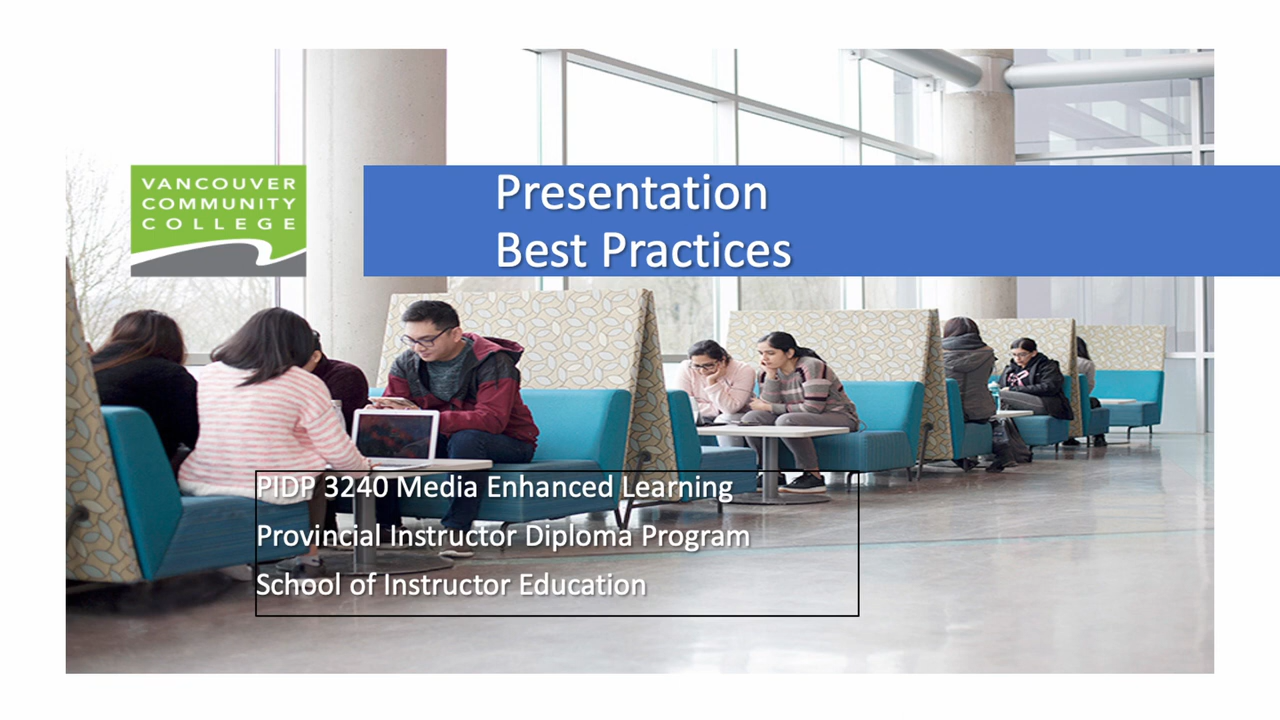 VANCOUVER
COMMUNITY
COLLEGE
Presentation
Best Practices
PIDP 3240 Media Enhanced Learning
Provincial Instructor Diploma Program
School of Instructor Education